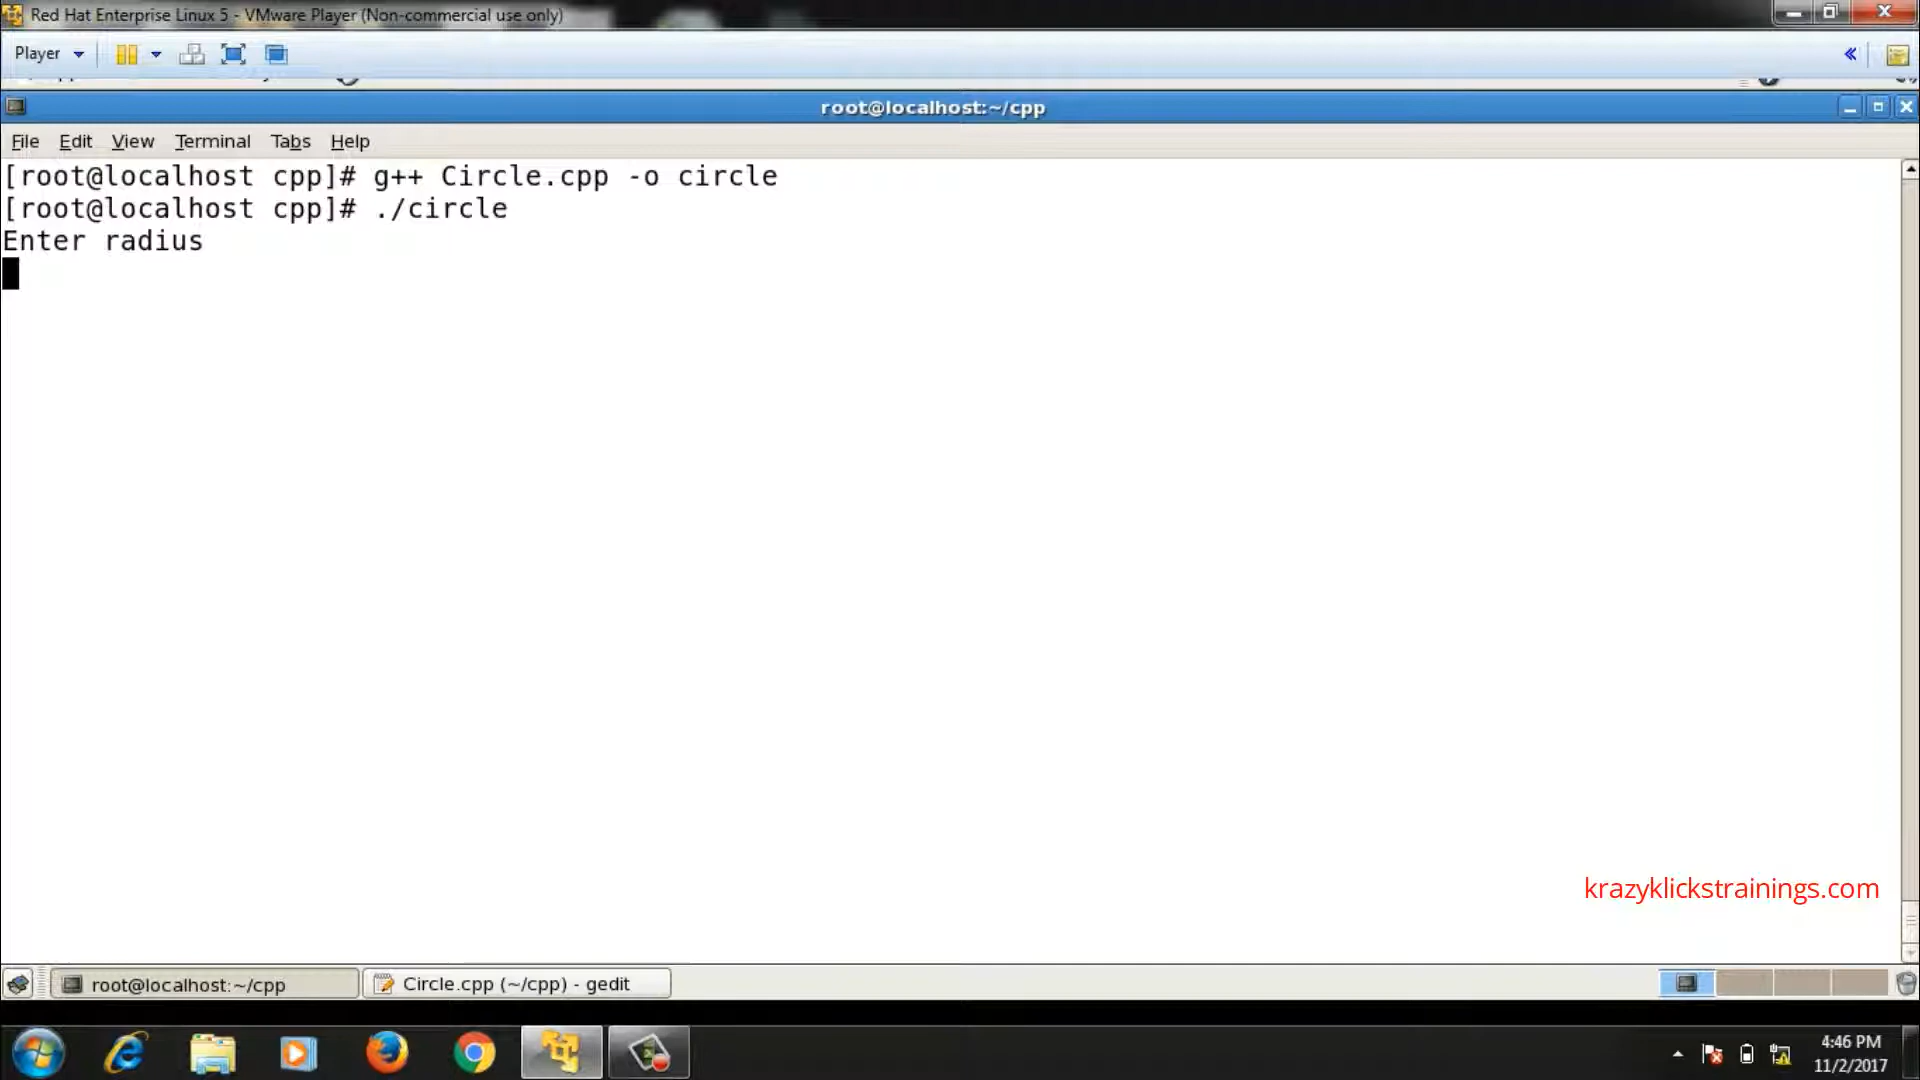 Red Hat Enterprise Linux 5 - VMware Player (Non-commercial use only)
Player
root@localhost:~/cpp
File Edit View Terminal Tabs Help
[root@localhost cpp]# g++ Circle.cpp -o circle
[root@localhost cpp]# ./circle
Enter radius
krazyklickstrainings.com
root@localhost:~/cpp
Circle.cpp (~/cpp) - gedit
4:46 PM
11/2/2017